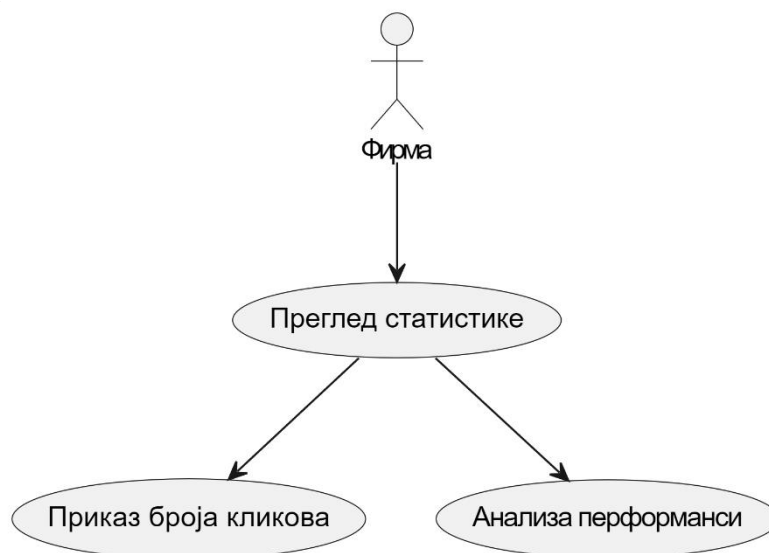 Фирма
Преглед статистике
Приказ броја кликова
Анализа перформанси